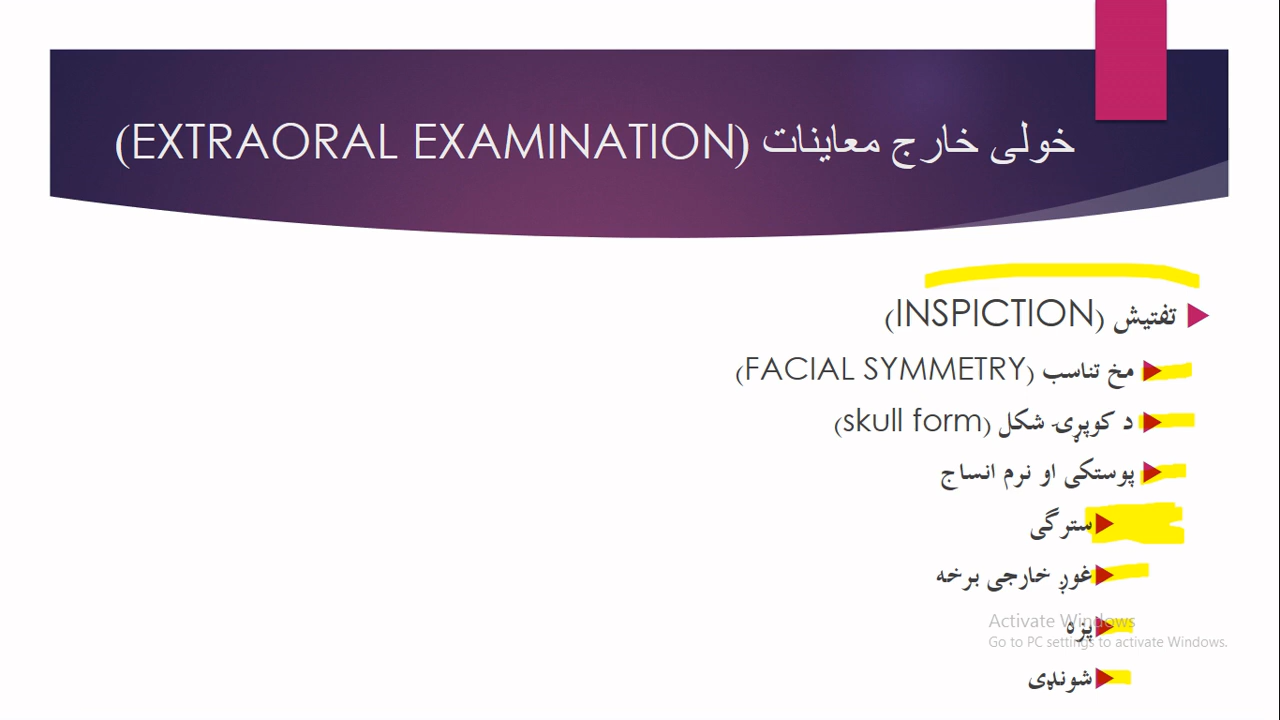 خولی خارج معاینات (EXTRAORAL EXAMINATION)
تفتیش (INSPICTION)
مخ تناسب (FACIAL SYMMETRY)
د کوپړۍ شکل (skull form)
پوستکی او نرم انساج
سترگی
غوږ خارجی برخه
پزه
شونډی
Activate Windows
Go to PC settings to activate Windows.